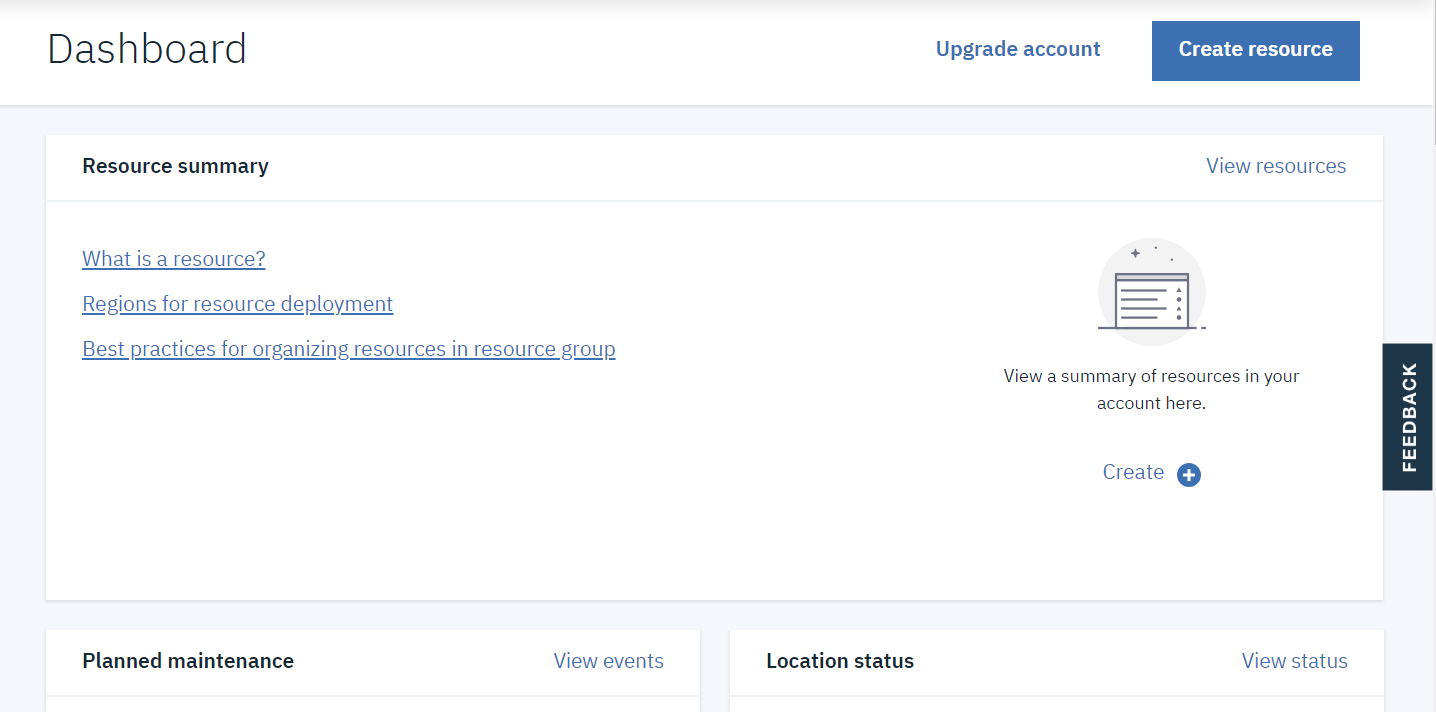 Dashboard
Upgrade account
Create resource
Resource summary
View resources
What is a resource?
Regions for resource deployment
Best practices for organizing resources in resource group
View a summary of resources in your
account here.
Create
FEEDBACK
Planned maintenance
View events
Location status
View status